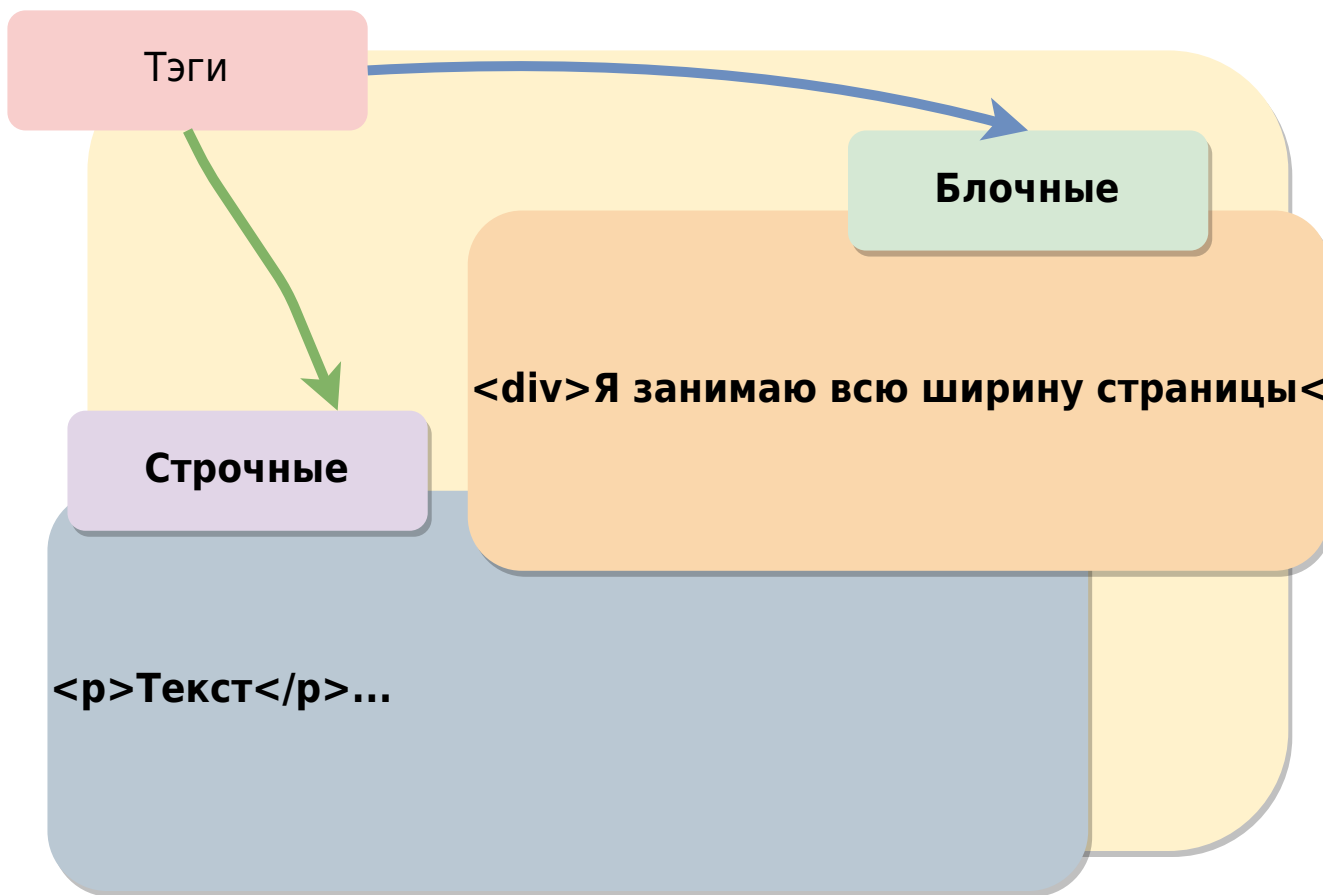 Тэги
Блочные
<div>Я занимаю всю ширину страницы<
Строчные
<p>Текст</p>...